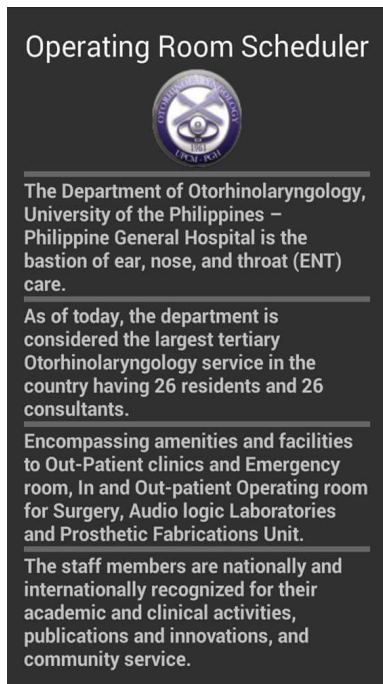 Operating Room Scheduler
OTORHINOLARYNGOLOGY
1961
UPCM - PGH
The Department of Otorhinolaryngology,
University of the Philippines –
Philippine General Hospital is the
bastion of ear, nose, and throat (ENT)
care.
As of today, the department is
considered the largest tertiary
Otorhinolaryngology service in the
country having 26 residents and 26
consultants.
Encompassing amenities and facilities
to Out-Patient clinics and Emergency
room, In and Out-patient Operating room
for Surgery, Audio logic Laboratories
and Prosthetic Fabrications Unit.
The staff members are nationally and
internationally recognized for their
academic and clinical activities,
publications and innovations, and
community service.